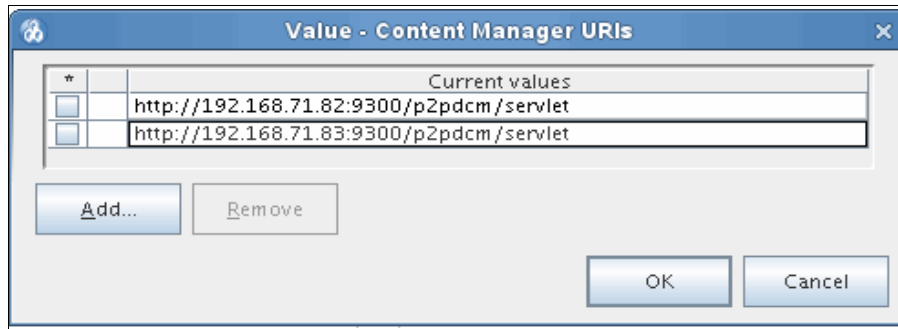 Value - Content Manager URIs
* Current values
http://192.168.71.82:9300/p2pdcm/servlet
http://192.168.71.83:9300/p2pdcm/servlet
Add... Remove
OK Cancel